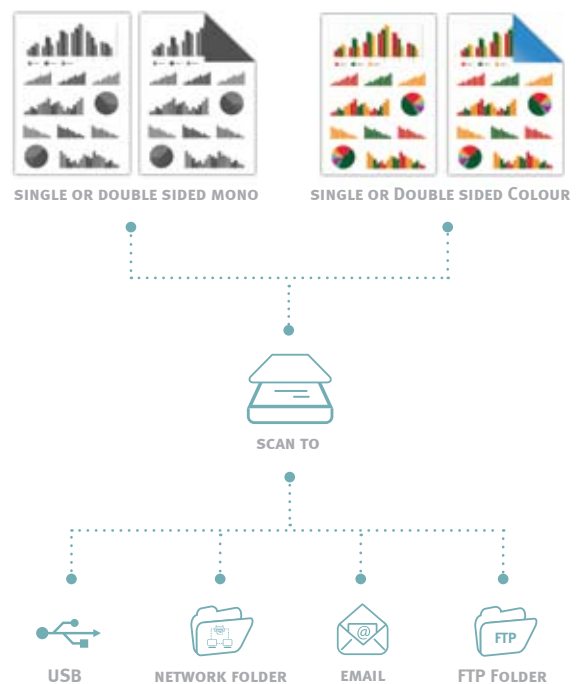 SINGLE OR DOUBLE SIDED MONO
SINGLE OR DOUBLE SIDED COLOUR
SCAN TO
@
FTP
USB
NETWORK FOLDER
EMAIL
FTP FOLDER